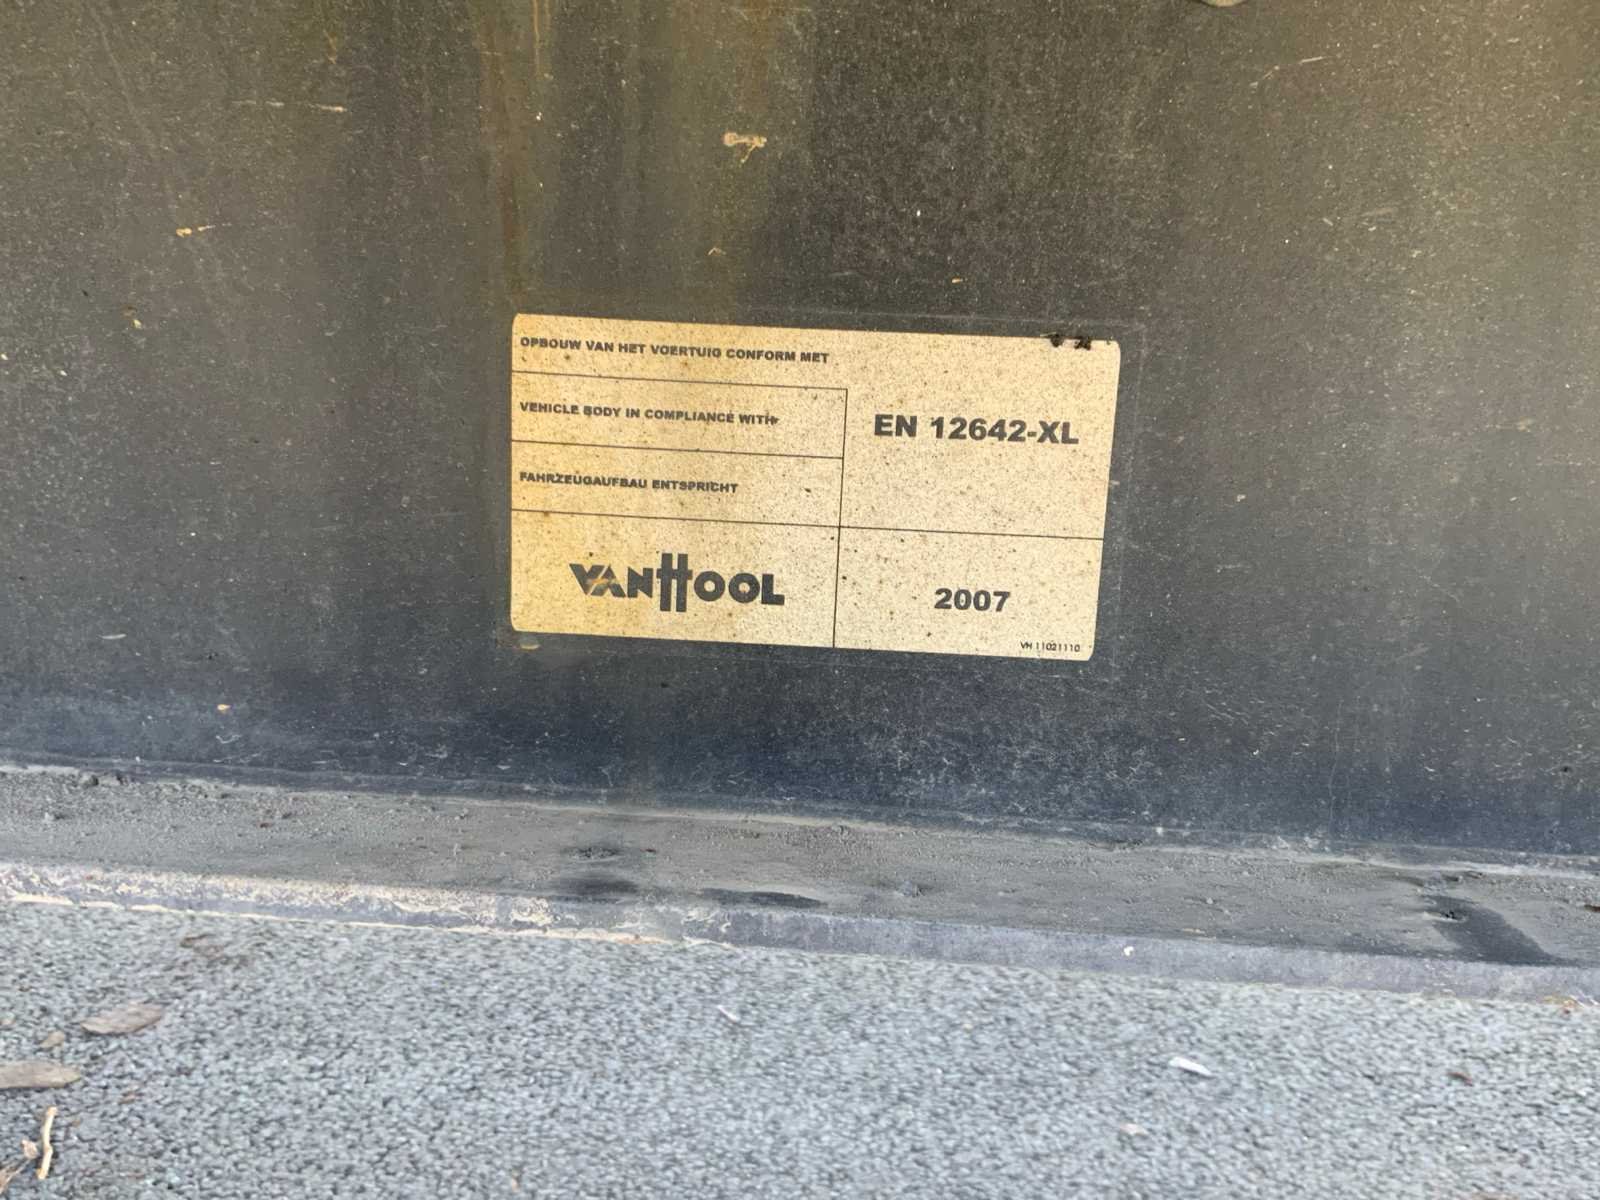 OPBOUW VAN HET VOERTUIG CONFORM MET
VEHICLE BODY IN COMPLIANCE WITH
FAHRZEUGAUFBAU ENTSPRICHT
EN 12642-XL
VANHOOL
2007
VH 11021110